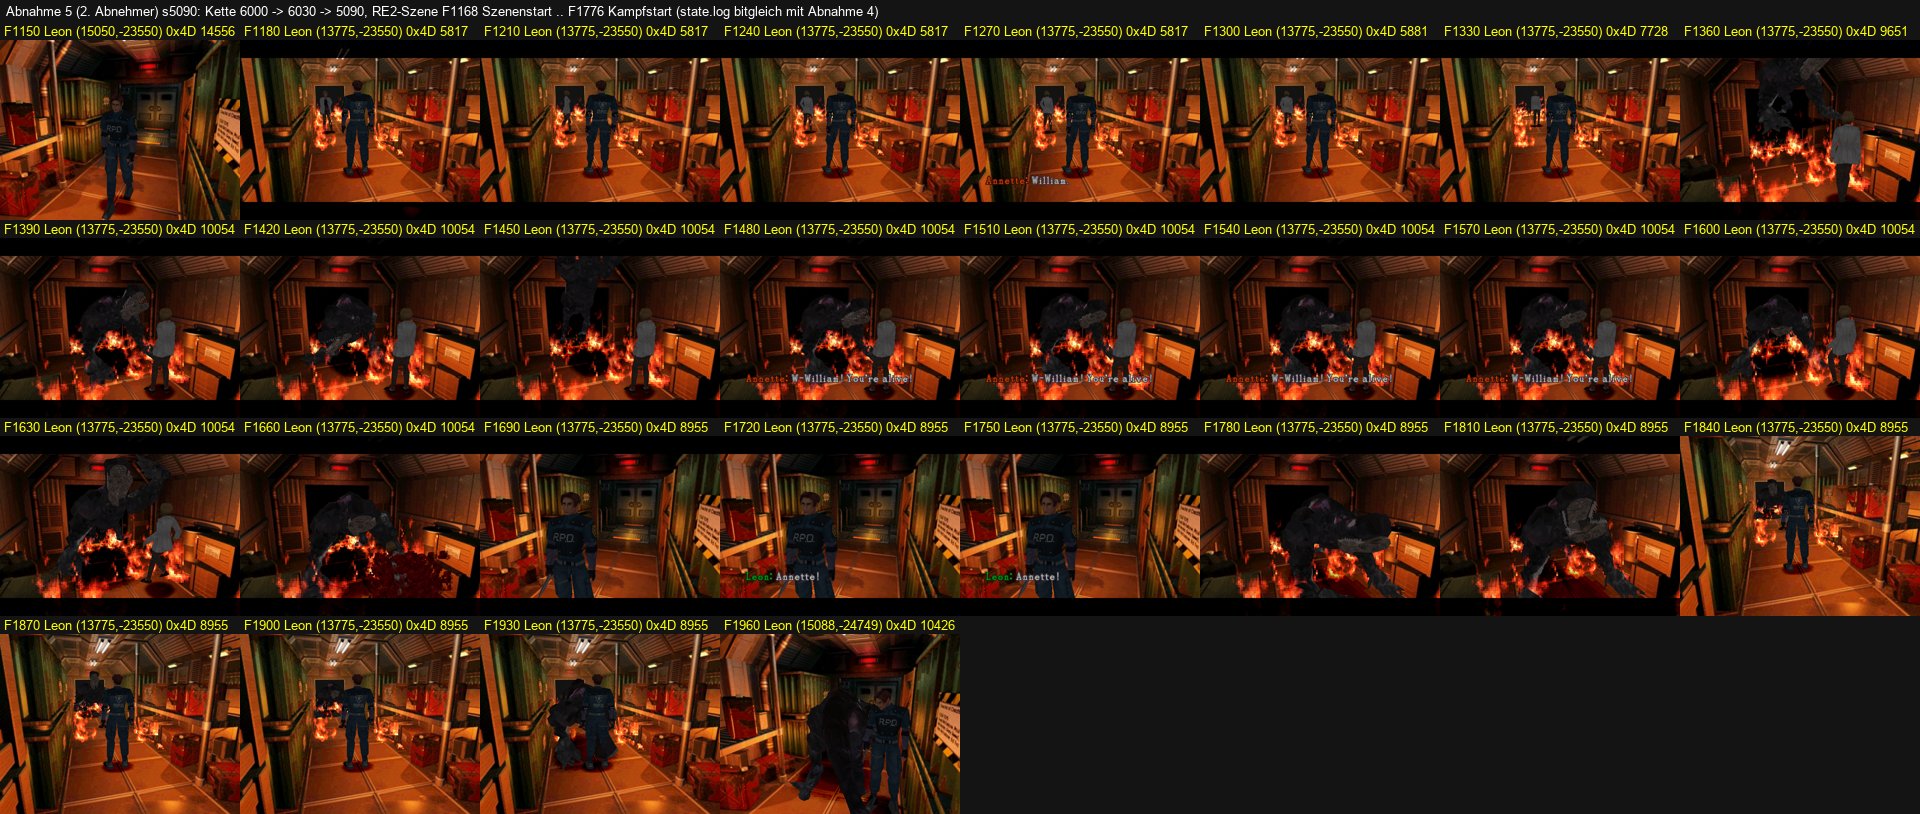 Abnahme 5 (2. Abnehmer) s5090: Kette 6000 -> 6030 -> 5090, RE2-Szene F1168 Szenenstart .. F1776 Kampfstart (state.log bitgleich mit Abnahme 4)
F1150 Leon (15050,-23550) 0x4D 14556
F1180 Leon (13775,-23550) 0x4D 5817
F1210 Leon (13775,-23550) 0x4D 5817
F1240 Leon (13775,-23550) 0x4D 5817
F1270 Leon (13775,-23550) 0x4D 5817
F1300 Leon (13775,-23550) 0x4D 5881
F1330 Leon (13775,-23550) 0x4D 7728
F1360 Leon (13775,-23550) 0x4D 9651
RPD
Annette: William.
F1390 Leon (13775,-23550) 0x4D 10054
F1420 Leon (13775,-23550) 0x4D 10054
F1450 Leon (13775,-23550) 0x4D 10054
F1480 Leon (13775,-23550) 0x4D 10054
F1510 Leon (13775,-23550) 0x4D 10054
F1540 Leon (13775,-23550) 0x4D 10054
F1570 Leon (13775,-23550) 0x4D 10054
F1600 Leon (13775,-23550) 0x4D 10054
Annette: W-William! You're alive!
Annette: W-William! You're alive!
Annette: W-William! You're alive!
Annette: W-William! You're alive!
F1630 Leon (13775,-23550) 0x4D 10054
F1660 Leon (13775,-23550) 0x4D 10054
F1690 Leon (13775,-23550) 0x4D 8955
F1720 Leon (13775,-23550) 0x4D 8955
F1750 Leon (13775,-23550) 0x4D 8955
F1780 Leon (13775,-23550) 0x4D 8955
F1810 Leon (13775,-23550) 0x4D 8955
F1840 Leon (13775,-23550) 0x4D 8955
RPD
RPD
RPD
Leon: Annette!
Leon: Annette!
F1870 Leon (13775,-23550) 0x4D 8955
F1900 Leon (13775,-23550) 0x4D 8955
F1930 Leon (13775,-23550) 0x4D 8955
F1960 Leon (15088,-24749) 0x4D 10426
RPD